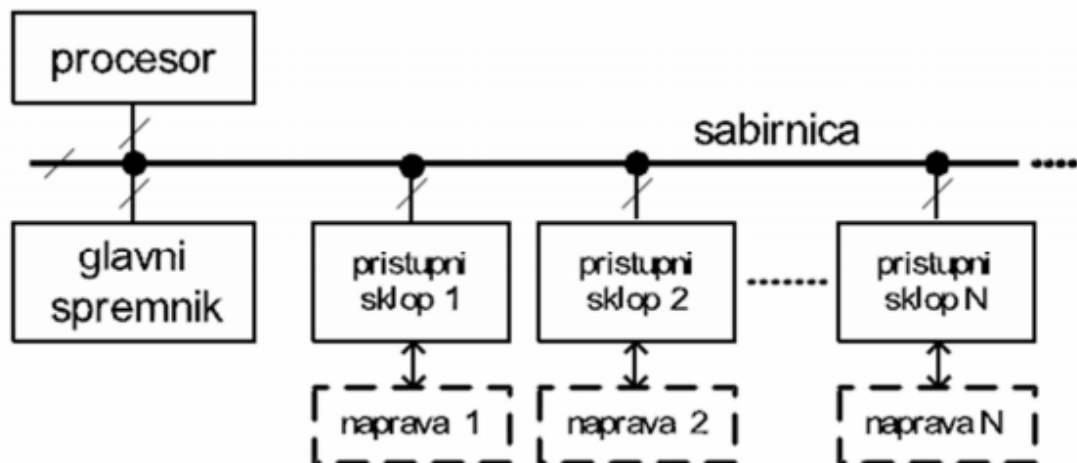 procesor
sabirnica
glavni
spremnik
pristupni
sklop 1
pristupni
sklop 2
pristupni
sklop N
naprava 1
naprava 2
naprava N